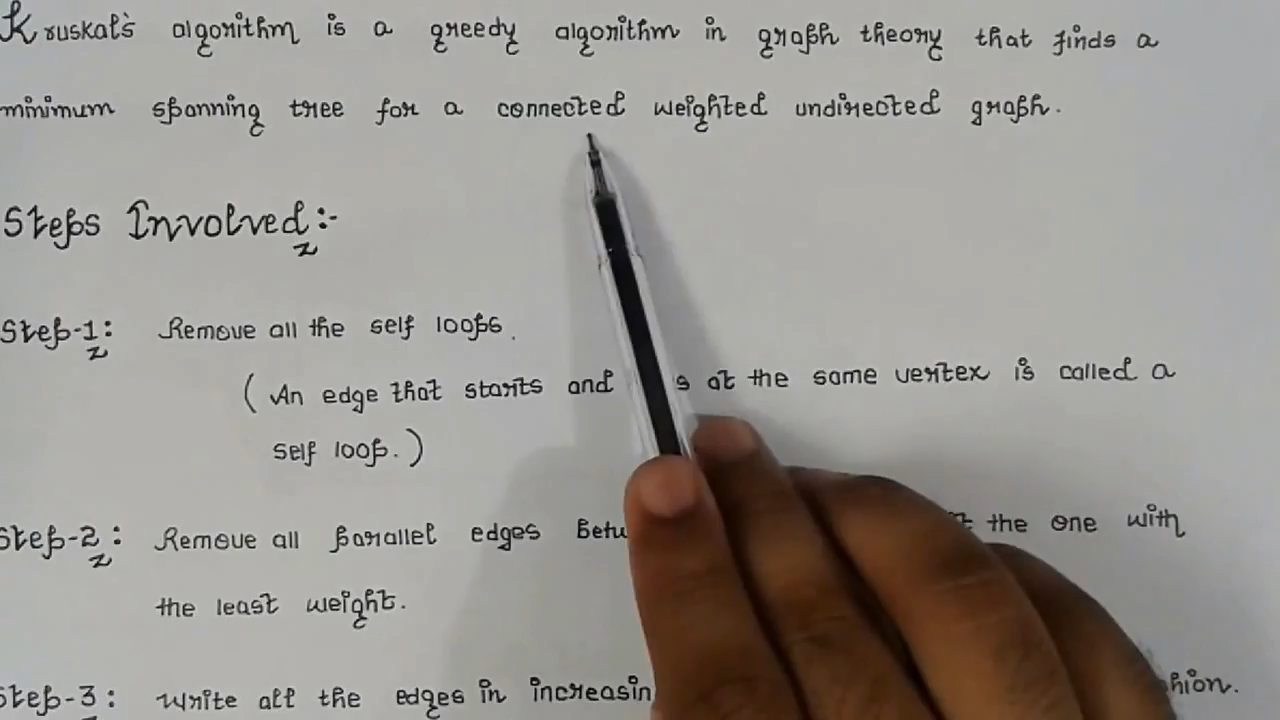 Kruskal's algorithm is a greedy algorithm in graph theory that finds a
minimum spanning tree for a connected weighted undirected graph.
Steps Involved:-
Step-1: Remove all the self loops.
(An edge that starts and at the same vertex is called a
self loop.)
Step-2: Remove all parallel edges the one with
the least weight.
Step-3: Write all the edges in